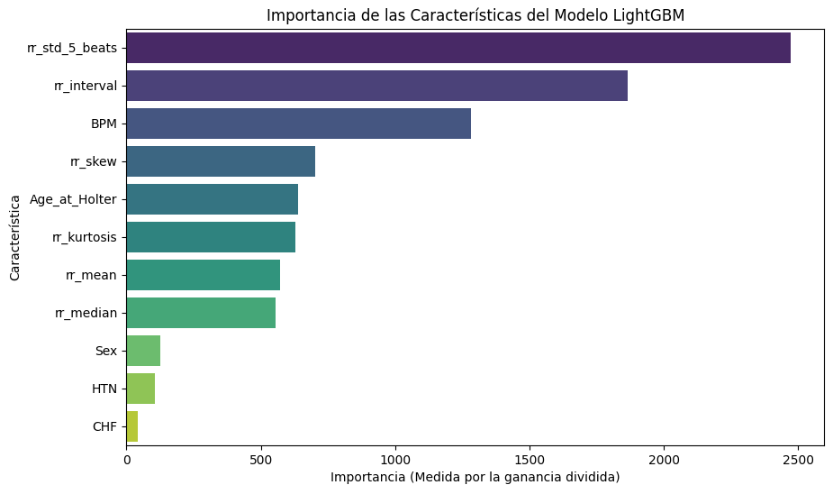 Importancia de las Características del Modelo LightGBM
rr_std_5_beats
rr_interval
BPM
rr_skew
Age_at_Holter
rr_kurtosis
rr_mean
rr_median
Sex
HTN
CHF
Característica
0 500 1000 1500 2000 2500
Importancia (Medida por la ganancia dividida)